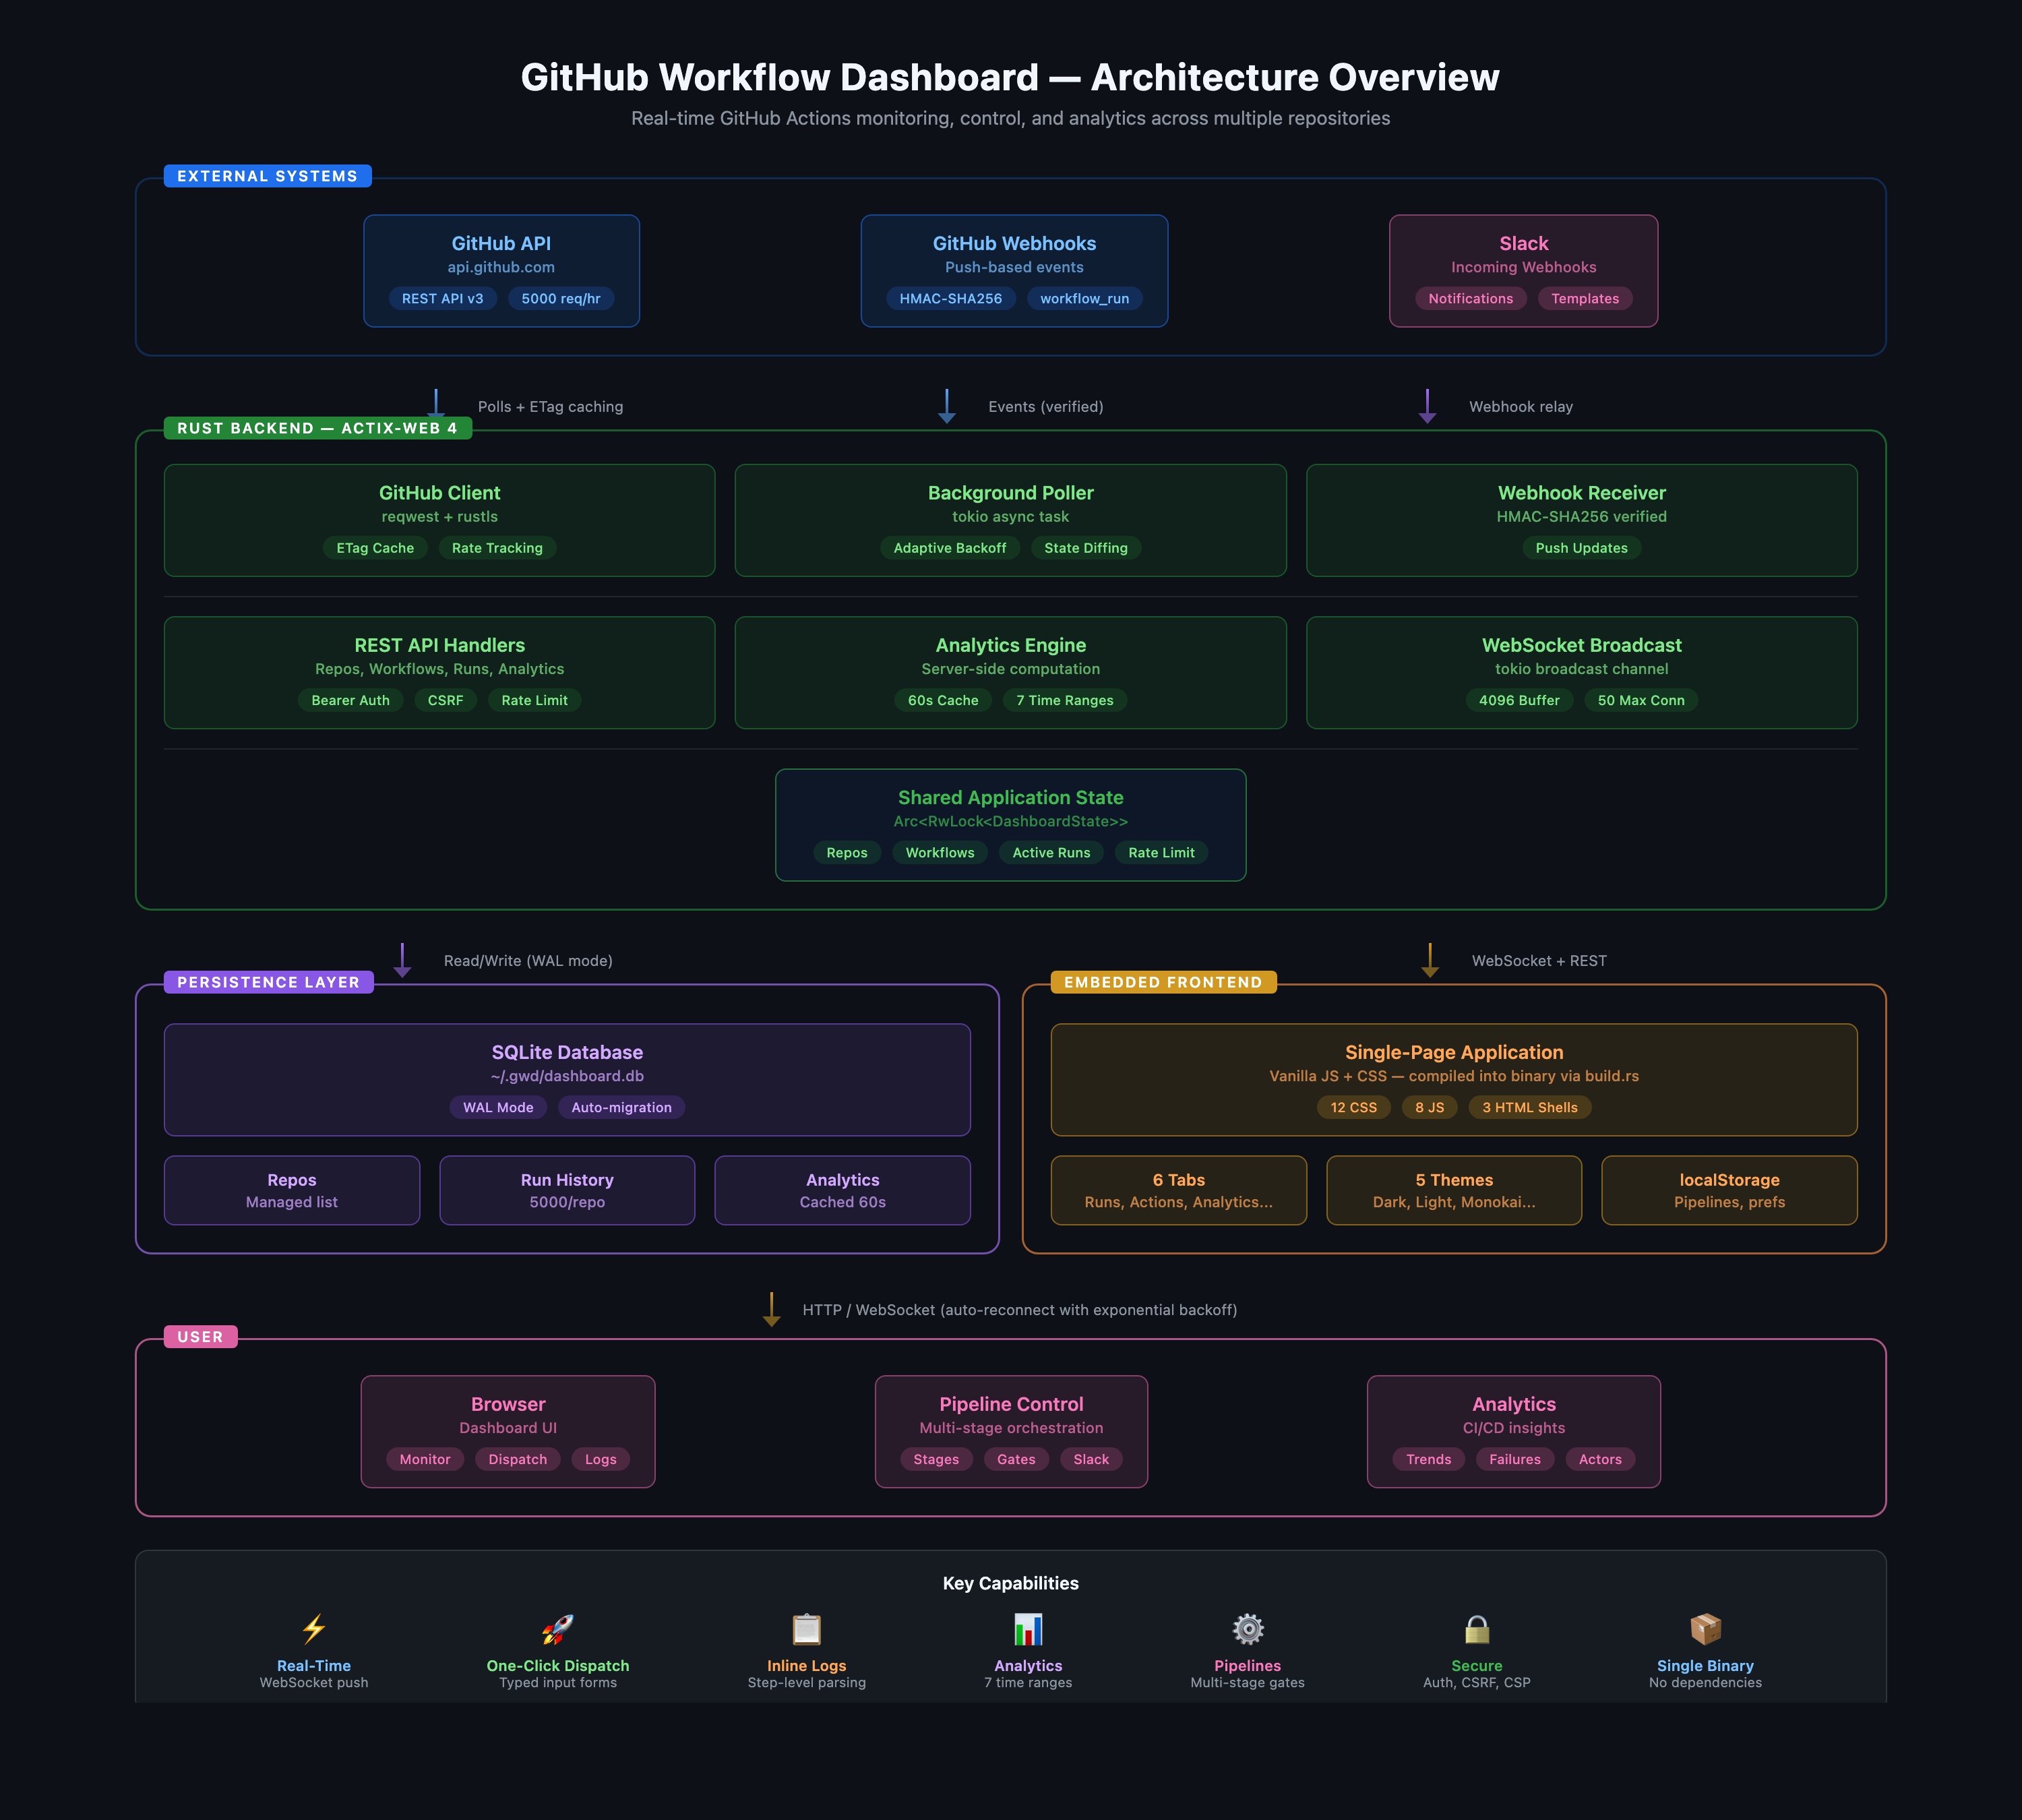 GitHub Workflow Dashboard — Architecture Overview
Real-time GitHub Actions monitoring, control, and analytics across multiple repositories
EXTERNAL SYSTEMS
GitHub API
api.github.com
REST API v3
5000 req/hr
GitHub Webhooks
Push-based events
HMAC-SHA256
workflow_run
Slack
Incoming Webhooks
Notifications
Templates
Polls + ETag caching
Events (verified)
Webhook relay
RUST BACKEND — ACTIX-WEB 4
GitHub Client
reqwest + rustls
ETag Cache
Rate Tracking
Background Poller
tokio async task
Adaptive Backoff
State Diffing
Webhook Receiver
HMAC-SHA256 verified
Push Updates
REST API Handlers
Repos, Workflows, Runs, Analytics
Bearer Auth
CSRF
Rate Limit
Analytics Engine
Server-side computation
60s Cache
7 Time Ranges
WebSocket Broadcast
tokio broadcast channel
4096 Buffer
50 Max Conn
Shared Application State
Arc<RwLock<DashboardState>>
Repos
Workflows
Active Runs
Rate Limit
Read/Write (WAL mode)
WebSocket + REST
PERSISTENCE LAYER
SQLite Database
~/.gwd/dashboard.db
WAL Mode
Auto-migration
Repos
Managed list
Run History
5000/repo
Analytics
Cached 60s
EMBEDDED FRONTEND
Single-Page Application
Vanilla JS + CSS — compiled into binary via build.rs
12 CSS
8 JS
3 HTML Shells
6 Tabs
Runs, Actions, Analytics...
5 Themes
Dark, Light, Monokai...
localStorage
Pipelines, prefs
HTTP / WebSocket (auto-reconnect with exponential backoff)
USER
Browser
Dashboard UI
Monitor
Dispatch
Logs
Pipeline Control
Multi-stage orchestration
Stages
Gates
Slack
Analytics
CI/CD insights
Trends
Failures
Actors
Key Capabilities
Real-Time
WebSocket push
One-Click Dispatch
Typed input forms
Inline Logs
Step-level parsing
Analytics
7 time ranges
Pipelines
Multi-stage gates
Secure
Auth, CSRF, CSP
Single Binary
No dependencies